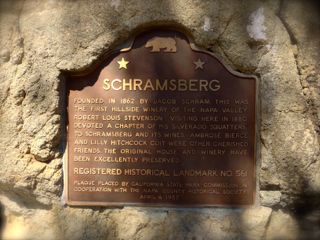 SCHRAMSBERG
FOUNDED IN 1862 BY JACOB SCHRAM. THIS WAS
THE FIRST HILLSIDE WINERY OF THE NAPA VALLEY.
ROBERT LOUIS STEVENSON, VISITING HERE IN 1880,
DEVOTED A CHAPTER OF HIS SILVERADO SQUATTERS
TO SCHRAMSBERG AND ITS WINES. AMBROSE BIERCE
AND LILLY HITCHCOCK COIT WERE OTHER CHERISHED
FRIENDS. THE ORIGINAL HOUSE AND WINERY HAVE
BEEN EXCELLENTLY PRESERVED.
REGISTERED HISTORICAL LANDMARK NO. 561
PLAQUE PLACED BY CALIFORNIA STATE PARK COMMISSION IN
COOPERATION WITH THE NAPA COUNTY HISTORICAL SOCIETY
APRIL 6, 1957